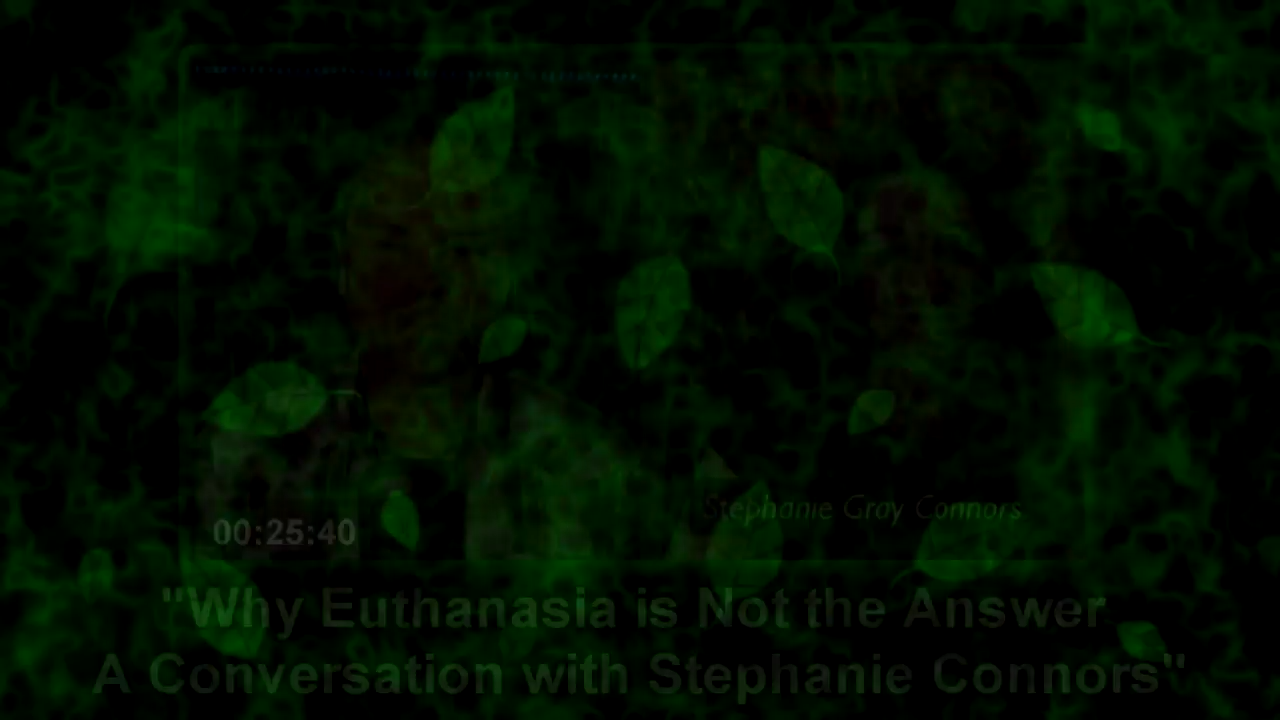 Stephanie Gray Connors
00:25:40
"Why Euthanasia is Not the Answer
A Conversation with Stephanie Connors"